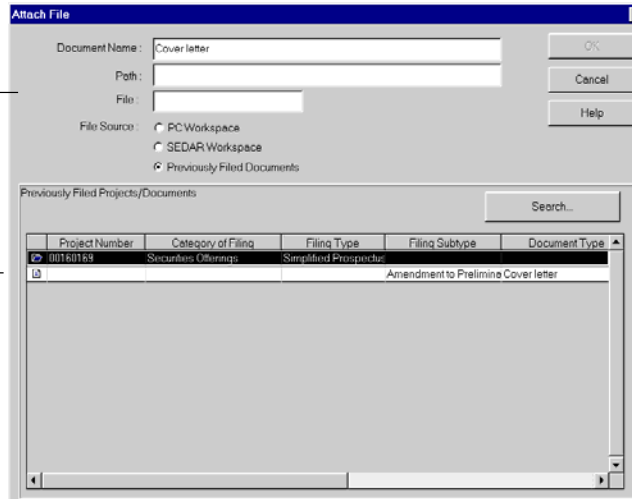 Attach File
Document Name : Cover letter
OK
Path :
Cancel
File :
Help
File Source : PC Workspace
SEDAR Workspace
Previously Filed Documents
Previously Filed Projects/Documents
Search...
Project Number Category of Filing Filing Type Filing Subtype Document Type
00160169 Securities Offerings Simplified Prospectus
Amendment to Prelimina Cover letter